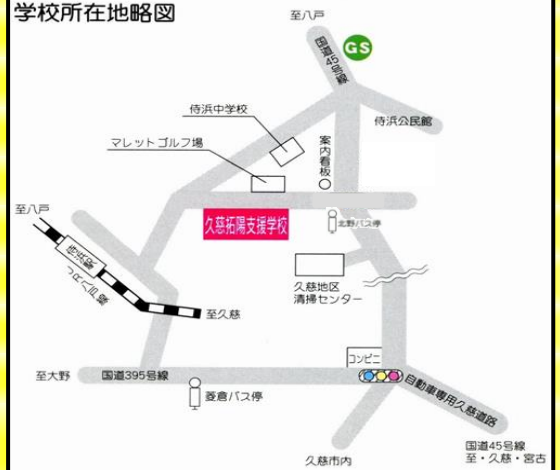 学校所在地略図
至八戸
国道45号線
GS
侍浜中学校
侍浜公民館
マレットゴルフ場
案内看板
至八戸
久慈拓陽支援学校
北野バス停
侍浜駅
JR八戸線
久慈地区
清掃センター
至久慈
コンビニ
至大野
国道395号線
自動車専用久慈道路
菱倉バス停
国道45号線
至・久慈・宮古
久慈市内